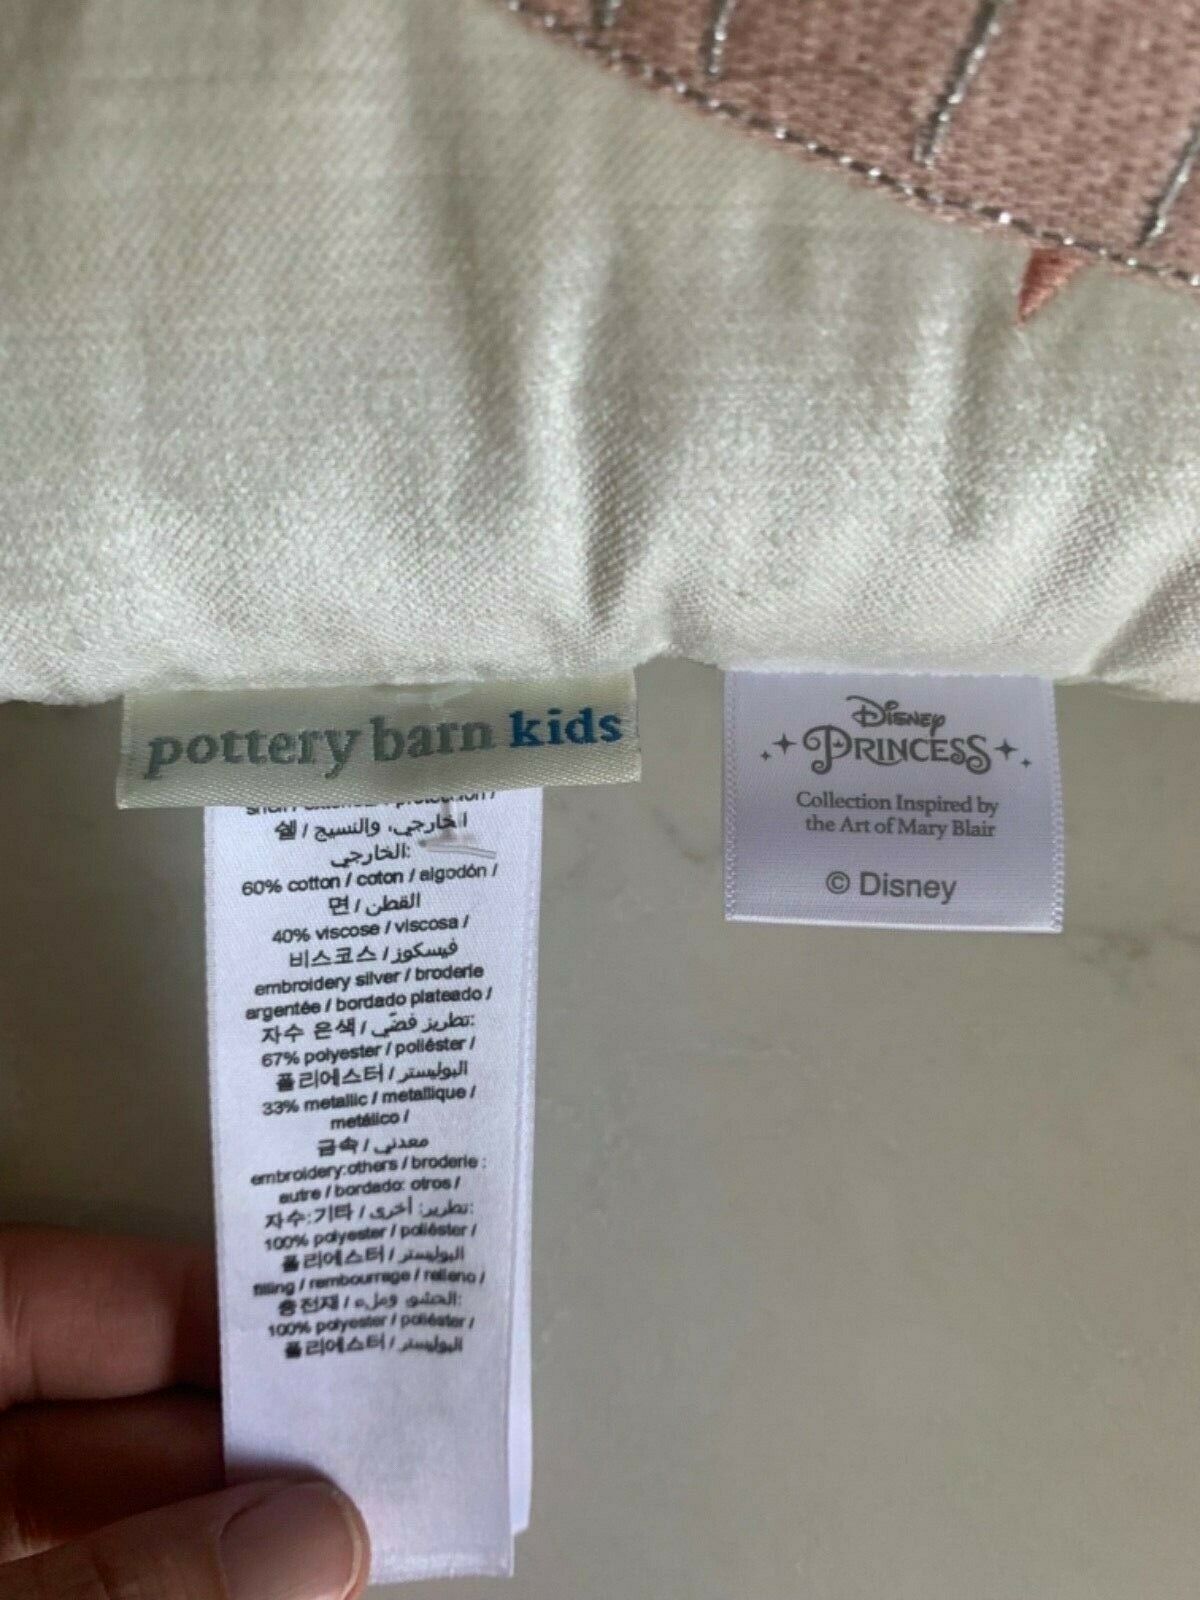 pottery barn kids
shell / exterieur / protección /
쉘 / الخارجي، والنسيج
الخارجي:
60% cotton / coton / algodón /
면 / القطن
40% viscose / viscosa /
비스코스 / فيسكوز
embroidery silver / broderie
argentée / bordado plateado /
자수 은색 / تطريز فضّي:
67% polyester / poliéster /
폴리에스터 / البوليستر
33% metallic / metallique /
metálico /
금속 / معدني
embroidery:others / broderie :
autre / bordado: otros /
자수:기타 / تطريز: أخرى:
100% polyester / poliéster /
폴리에스터 / البوليستر
filling / rembourrage / relleno /
충전재 / الحشو وملء:
100% polyester / poliéster /
폴리에스터 / البوليستر
Disney
PRINCESS
Collection Inspired by
the Art of Mary Blair
© Disney